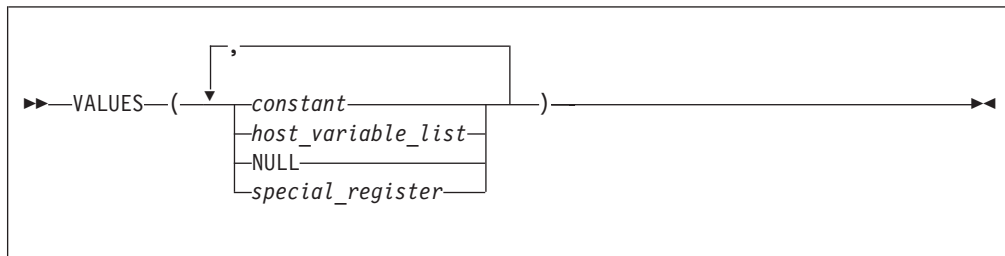 ,
VALUES ( constant )
host_variable_list
NULL
special_register